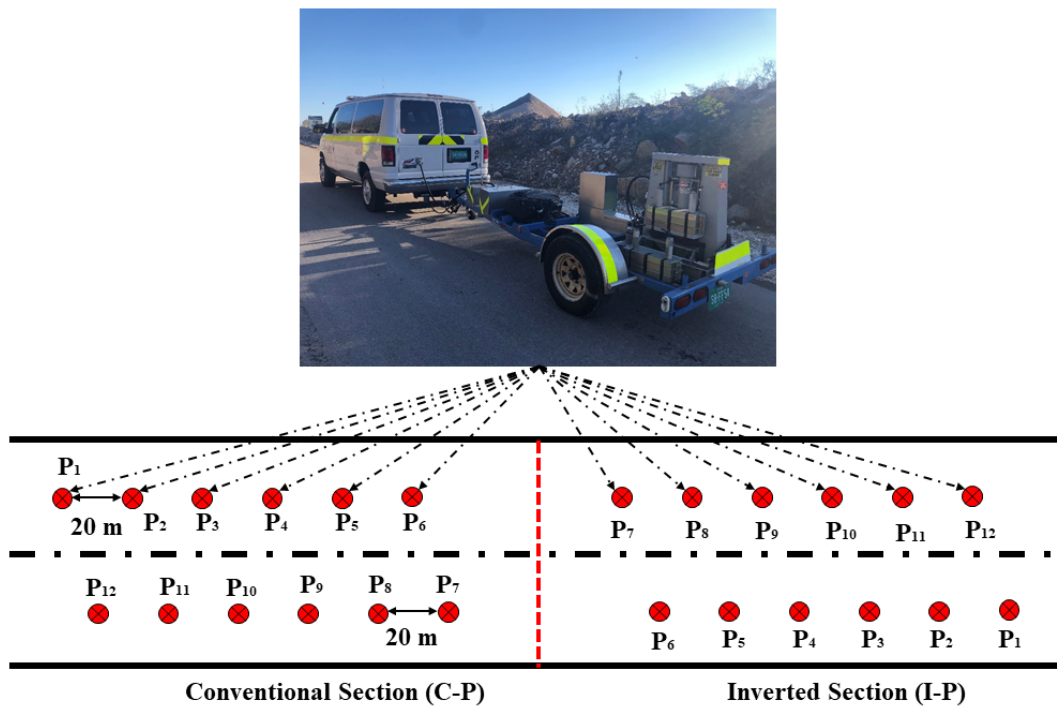 P1
20 m
P2 P3 P4 P5 P6
P7 P8 P9 P10 P11 P12
P12 P11 P10 P9 P8 P7
20 m
P6 P5 P4 P3 P2 P1
Conventional Section (C-P)
Inverted Section (I-P)